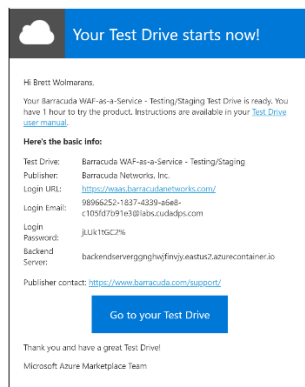 Your Test Drive starts now!
Hi Brett Wolmarans,
Your Barracuda WAF-as-a-Service - Testing/Staging Test Drive is ready. You
have 1 hour to try the product. Instructions are available in your Test Drive
user manual.
Here's the basic info:
Test Drive: Barracuda WAF-as-a-Service - Testing/Staging
Publisher: Barracuda Networks, Inc.
Login URL: https://waas.barracudanetworks.com/
Login Email: 98966252-1837-4339-a6e8-
c105fd7b91e3@labs.cudadps.com
Login
Password: jLUk1fGC2%
Backend
Server: backendserverggnghwjfinvjy.eastus2.azurecontainer.io
Publisher contact: https://www.barracuda.com/support/
Go to your Test Drive
Thank you and have a great Test Drive!
Microsoft Azure Marketplace Team